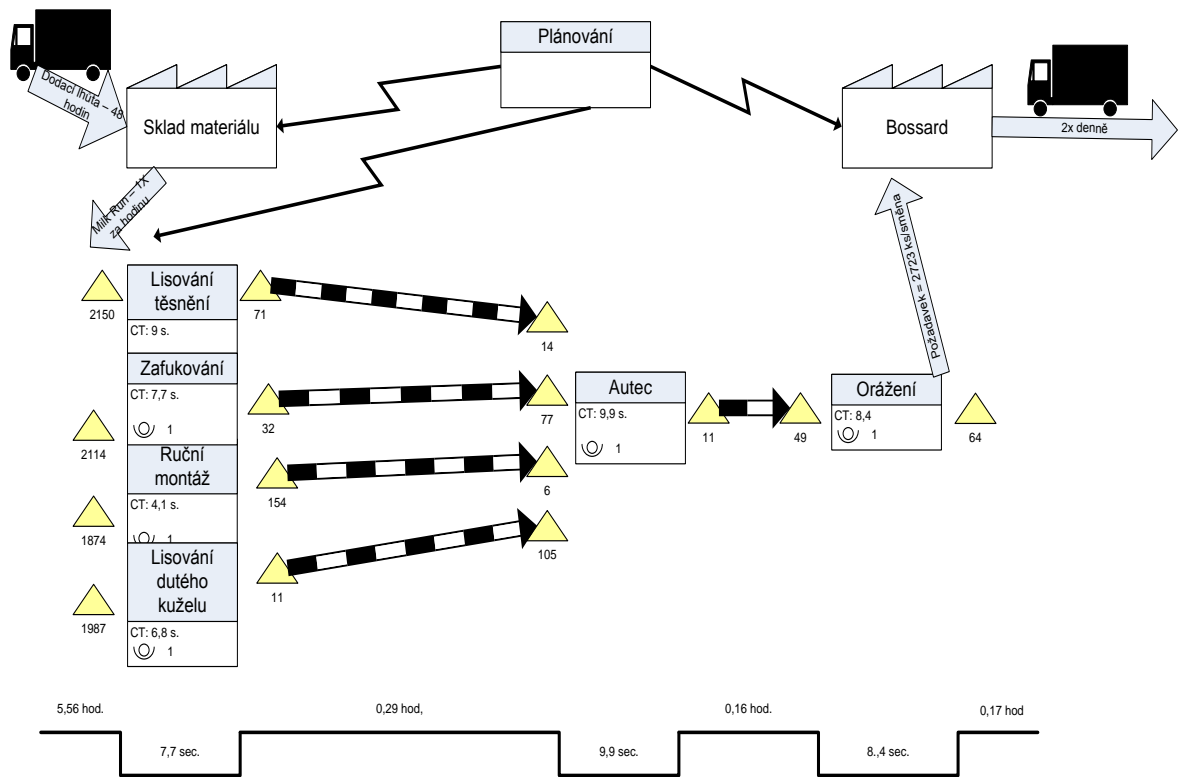 Plánování
Dodací lhůta – 48
hodin
Sklad materiálu
Bossard
2x denně
Milk Run – 1X
za hodinu
Požadavek = 2723 ks/směna
Lisování
těsnění
CT: 9 s.
2150
71
14
Zafukování
CT: 7,7 s.
1
2114
32
77
Autec
CT: 9,9 s.
1
11
49
Orážení
CT: 8,4
1
64
Ruční
montáž
CT: 4,1 s.
1
1874
154
6
Lisování
dutého
kuželu
CT: 6,8 s.
1
1987
11
105
5,56 hod.
0,29 hod,
0,16 hod.
0,17 hod
7,7 sec.
9,9 sec.
8.,4 sec.